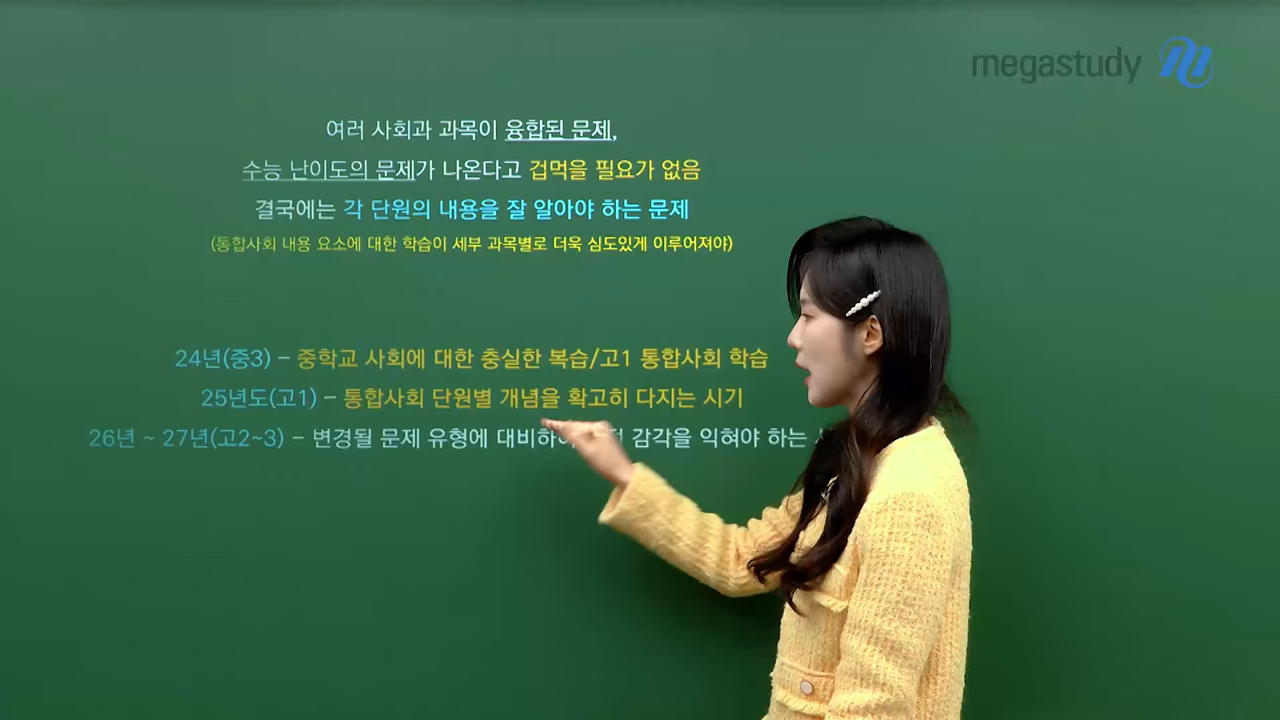 megastudy
여러 사회과 과목이 융합된 문제,
수능 난이도의 문제가 나온다고 겁먹을 필요가 없음
결국에는 각 단원의 내용을 잘 알아야 하는 문제
(통합사회 내용 요소에 대한 학습이 세부 과목별로 더욱 심도있게 이루어져야)
24년(중3) – 중학교 사회에 대한 충실한 복습/고1 통합사회 학습
25년도(고1) – 통합사회 단원별 개념을 확고히 다지는 시기
26년 ~ 27년(고2~3) – 변경될 문제 유형에 감각을 익혀야 하는